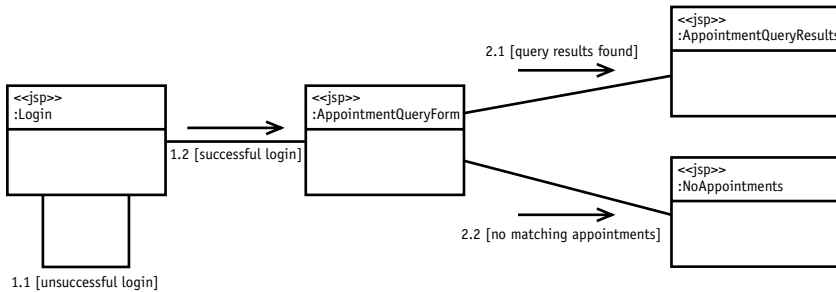 <<jsp>>
:AppointmentQueryResults
2.1 [query results found]
<<jsp>>
:Login
<<jsp>>
:AppointmentQueryForm
1.2 [successful login]
<<jsp>>
:NoAppointments
2.2 [no matching appointments]
1.1 [unsuccessful login]